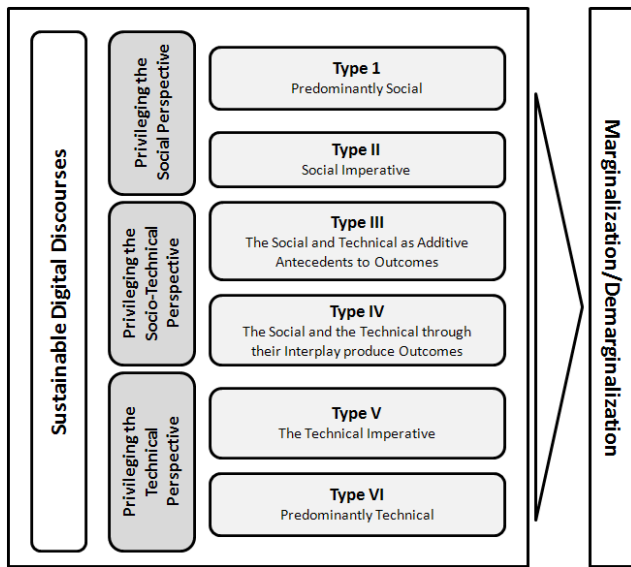 Sustainable Digital Discourses
Privileging the
Social Perspective
Type 1
Predominantly Social
Type II
Social Imperative
Privileging the
Socio-Technical
Perspective
Type III
The Social and Technical as Additive
Antecedents to Outcomes
Type IV
The Social and the Technical through
their Interplay produce Outcomes
Privileging the
Technical
Perspective
Type V
The Technical Imperative
Type VI
Predominantly Technical
Marginalization/Demarginalization